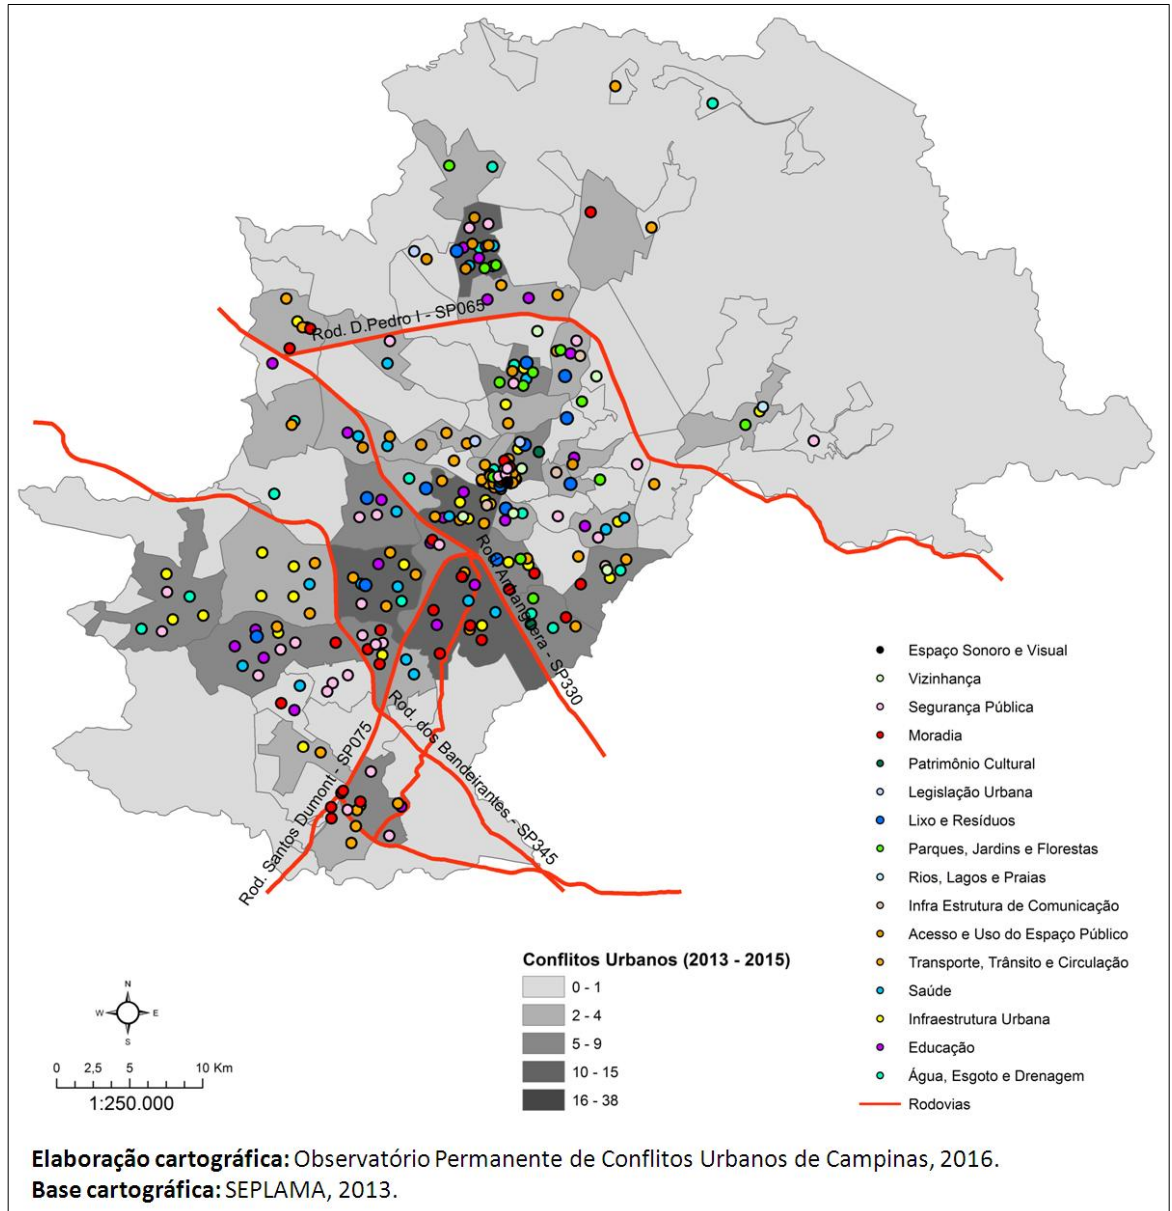 Rod. D.Pedro I - SP065
Rod. Anhanguera - SP330
Rod. dos Bandeirantes - SP345
Rod. Santos Dumont - SP075
Espaço Sonoro e Visual
Vizinhança
Segurança Pública
Moradia
Patrimônio Cultural
Legislação Urbana
Lixo e Resíduos
Parques, Jardins e Florestas
Rios, Lagos e Praias
Infra Estrutura de Comunicação
Acesso e Uso do Espaço Público
Transporte, Trânsito e Circulação
Saúde
Infraestrutura Urbana
Educação
Água, Esgoto e Drenagem
Rodovias
Conflitos Urbanos (2013 - 2015)
0 - 1
2 - 4
5 - 9
10 - 15
16 - 38
N
W E
S
0 2,5 5 10 Km
1:250.000
Elaboração cartográfica: Observatório Permanente de Conflitos Urbanos de Campinas, 2016.
Base cartográfica: SEPLAMA, 2013.